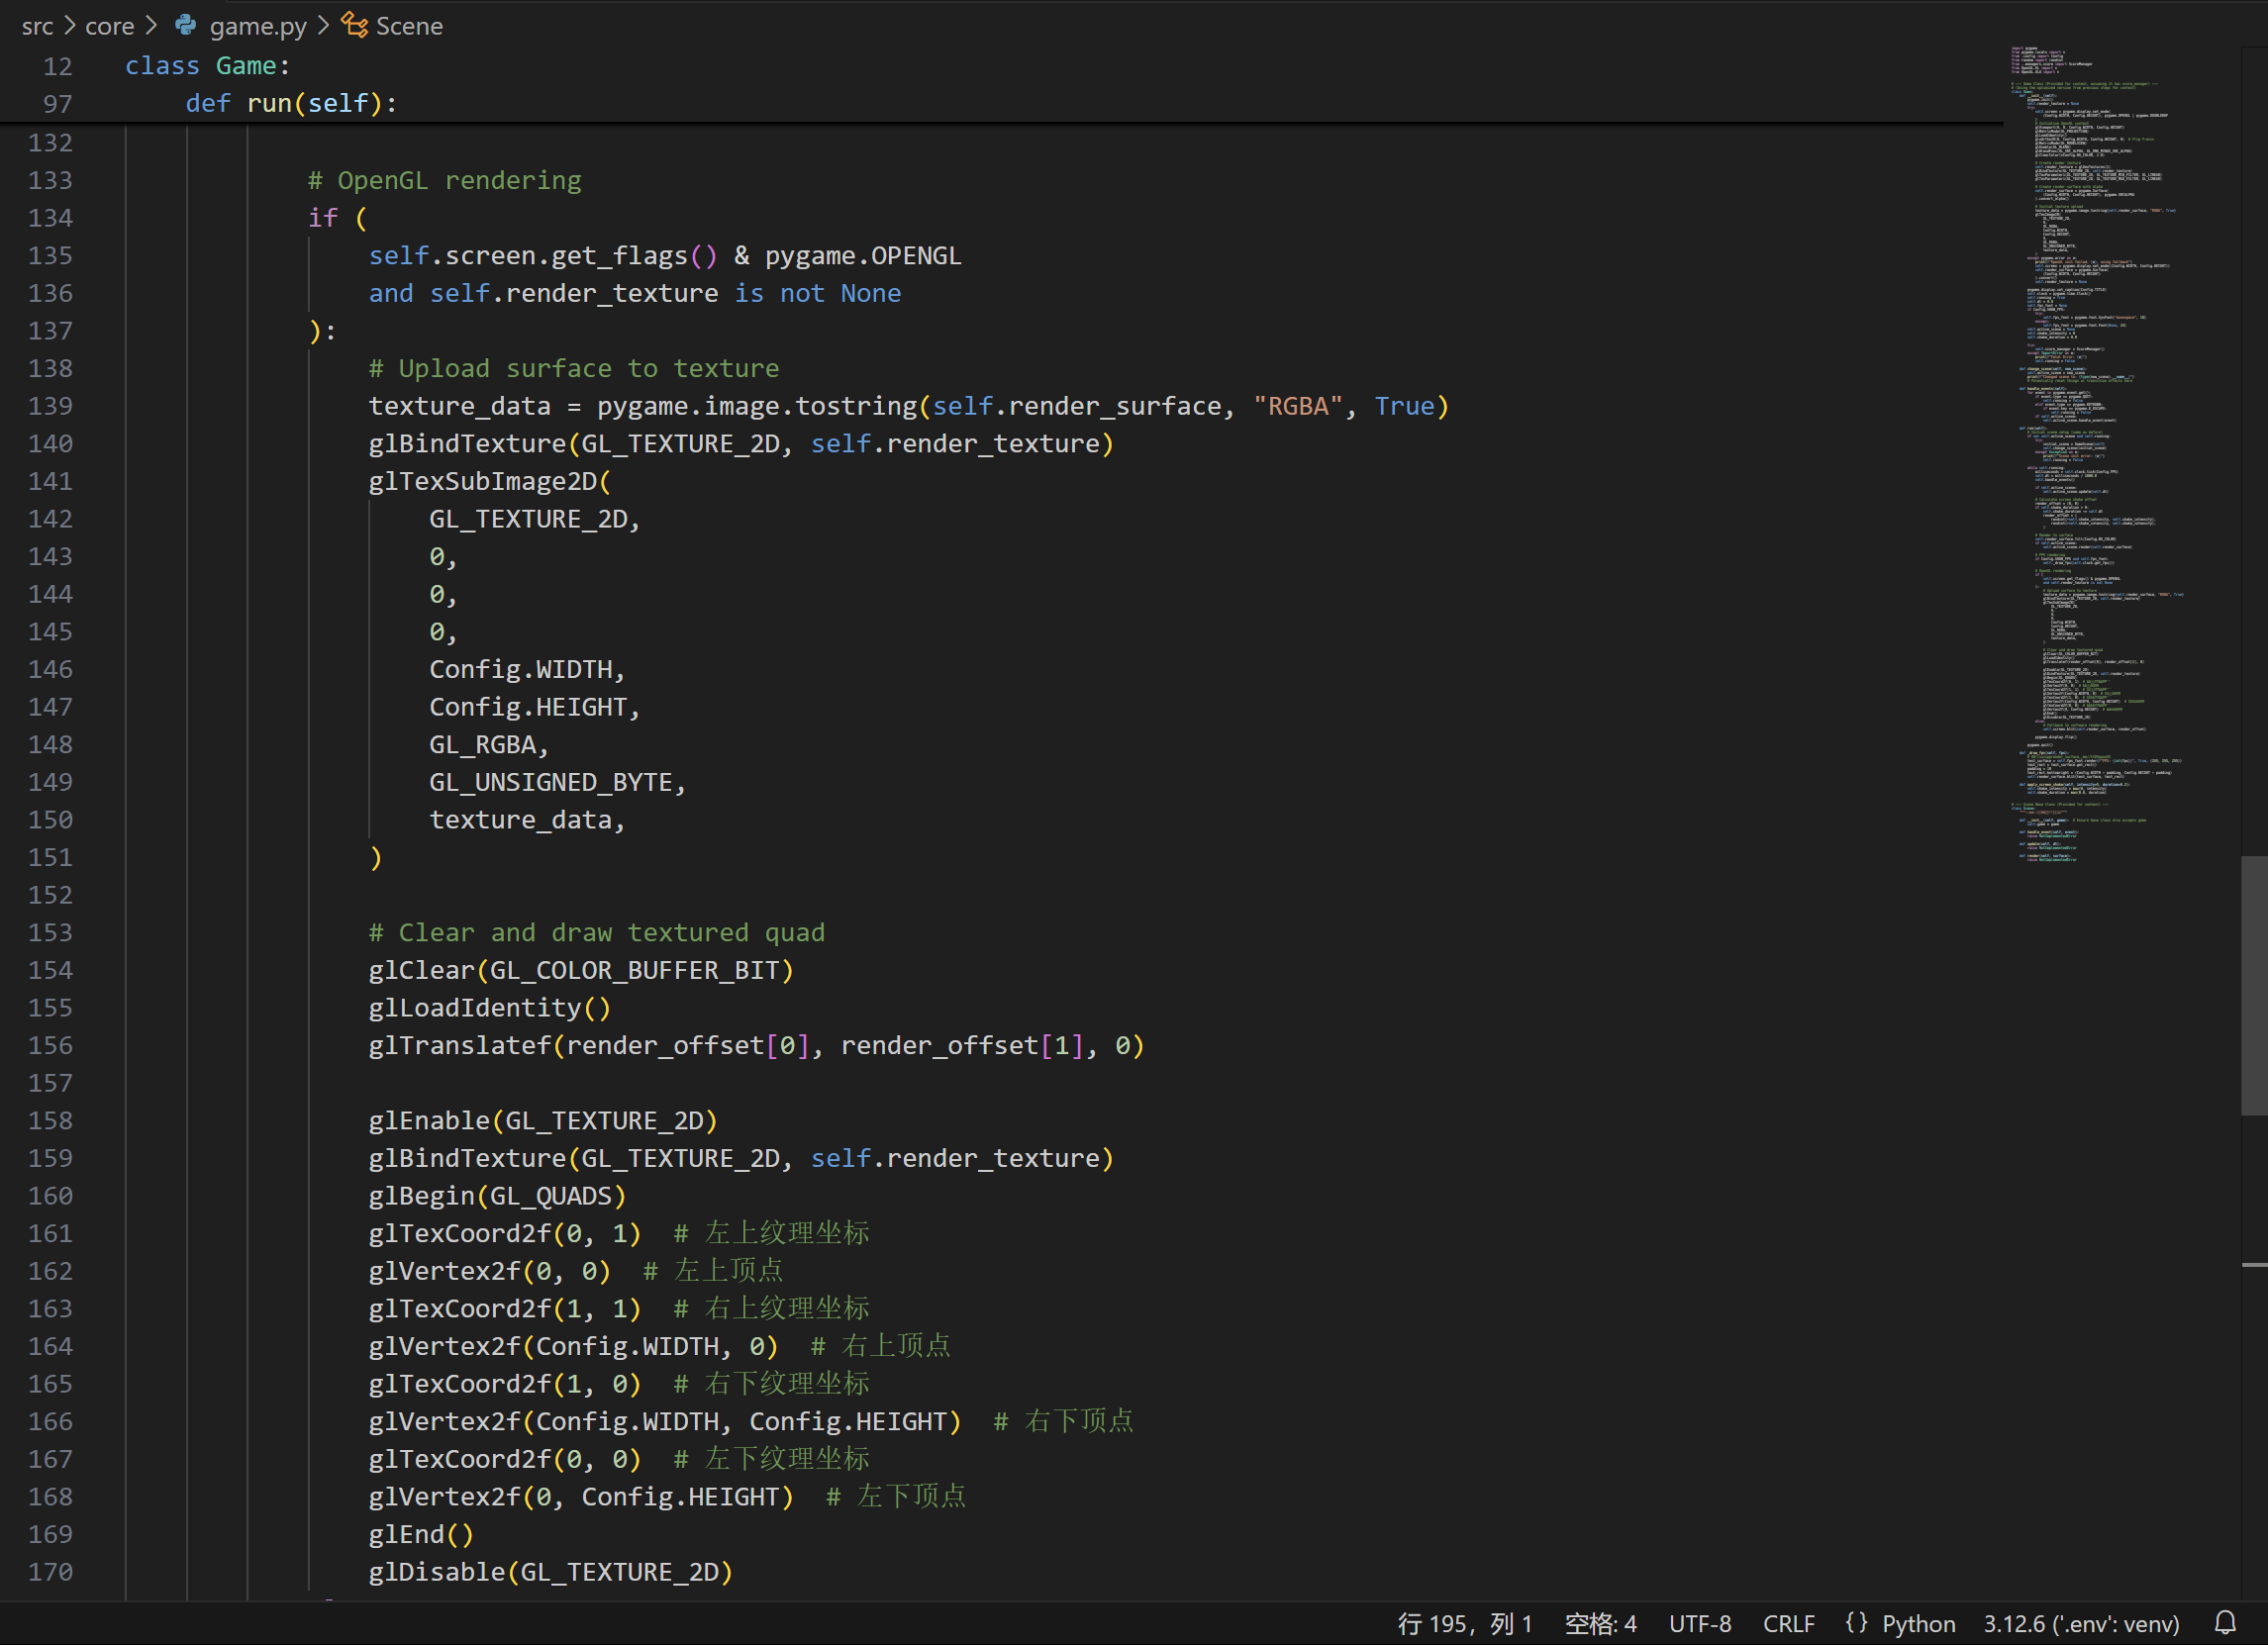 src > core > game.py > Scene
12 class Game:
97 def run(self):
132
133 # OpenGL rendering
134 if (
135 self.screen.get_flags() & pygame.OPENGL
136 and self.render_texture is not None
137 ):
138 # Upload surface to texture
139 texture_data = pygame.image.tostring(self.render_surface, "RGBA", True)
140 glBindTexture(GL_TEXTURE_2D, self.render_texture)
141 glTexSubImage2D(
142 GL_TEXTURE_2D,
143 0,
144 0,
145 0,
146 Config.WIDTH,
147 Config.HEIGHT,
148 GL_RGBA,
149 GL_UNSIGNED_BYTE,
150 texture_data,
151 )
152
153 # Clear and draw textured quad
154 glClear(GL_COLOR_BUFFER_BIT)
155 glLoadIdentity()
156 glTranslatef(render_offset[0], render_offset[1], 0)
157
158 glEnable(GL_TEXTURE_2D)
159 glBindTexture(GL_TEXTURE_2D, self.render_texture)
160 glBegin(GL_QUADS)
161 glTexCoord2f(0, 1)  # 左上纹理坐标
162 glVertex2f(0, 0)  # 左上顶点
163 glTexCoord2f(1, 1)  # 右上纹理坐标
164 glVertex2f(Config.WIDTH, 0)  # 右上顶点
165 glTexCoord2f(1, 0)  # 右下纹理坐标
166 glVertex2f(Config.WIDTH, Config.HEIGHT)  # 右下顶点
167 glTexCoord2f(0, 0)  # 左下纹理坐标
168 glVertex2f(0, Config.HEIGHT)  # 左下顶点
169 glEnd()
170 glDisable(GL_TEXTURE_2D)
行 195，列 1 空格: 4 UTF-8 CRLF {} Python 3.12.6 ('.env': venv)